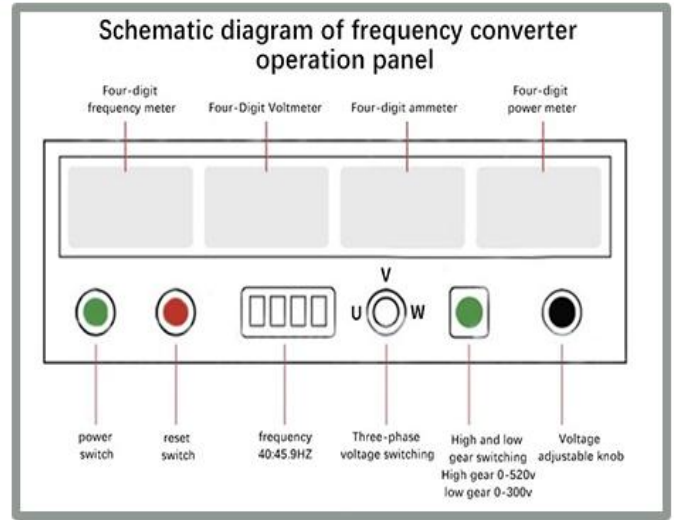 Schematic diagram of frequency converter
operation panel
Four-digit
frequency meter
Four-Digit Voltmeter
Four-digit ammeter
Four-digit
power meter
V
U
W
power
switch
reset
switch
frequency
40:45.9HZ
Three-phase
voltage switching
High and low
gear switching
High gear 0-520v
low gear 0-300v
Voltage
adjustable knob